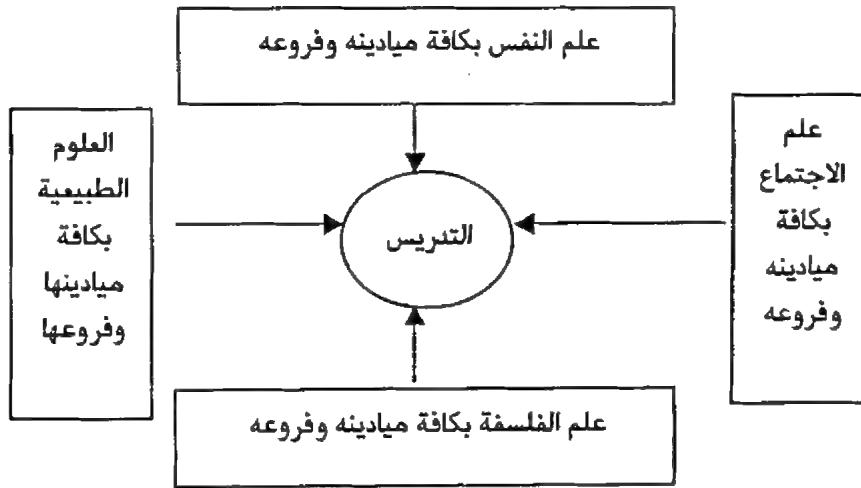 علم النفس بكافة ميادينه وفروعه
علم
الاجتماع
بكافة
ميادينه
وفروعه
التدريس
العلوم
الطبيعية
بكافة
ميادينها
وفروعها
علم الفلسفة بكافة ميادينه وفروعه